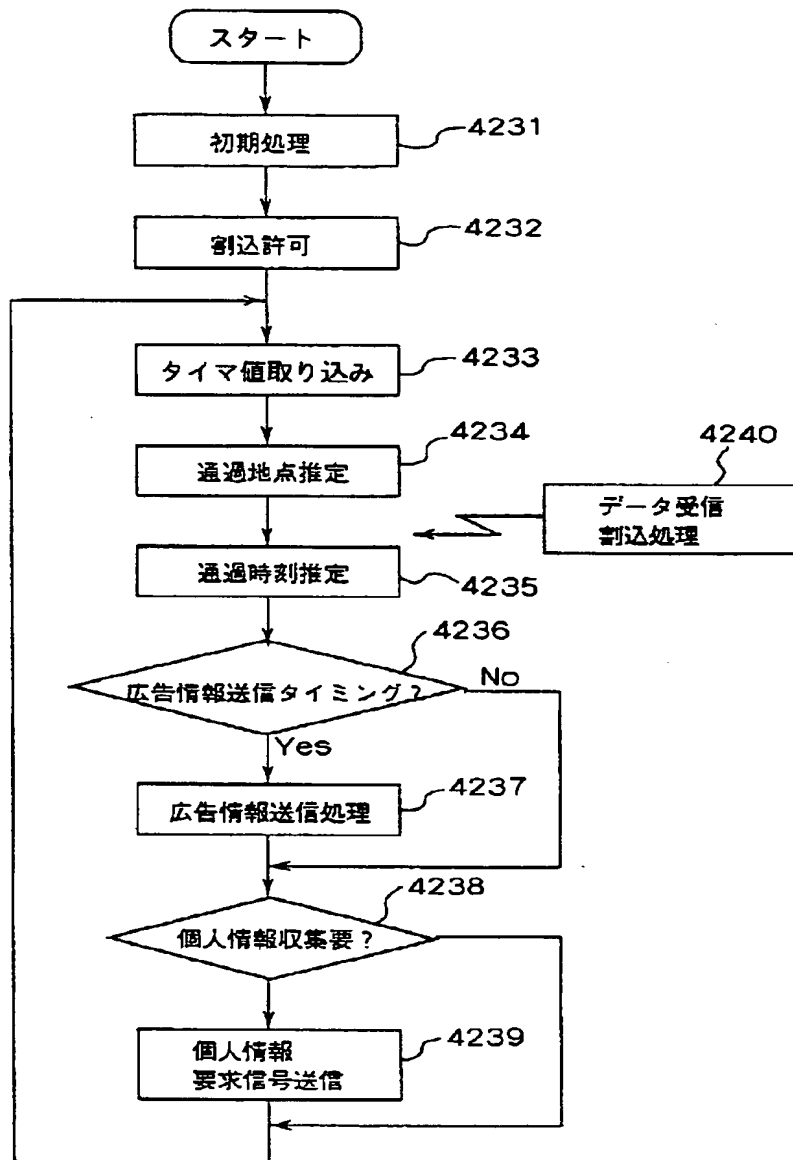 スタート
初期処理
4231
割込許可
4232
タイマ値取り込み
4233
通過地点推定
4234
データ受信
割込処理
4240
通過時刻推定
4235
広告情報送信タイミング?
4236
No
Yes
広告情報送信処理
4237
個人情報収集要?
4238
個人情報
要求信号送信
4239